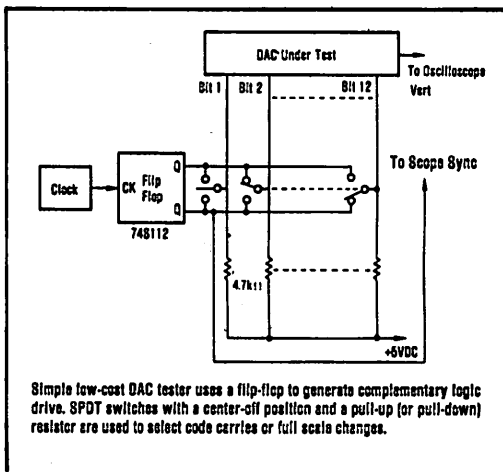 DAC Under Test
To Oscilloscope
Vert
Bit 1
Bit 2
Bit 12
To Scope Sync
Clock
CK
Flip
Flop
Q
Q
74S112
4.7kΩ
+5VDC
Simple low-cost DAC tester uses a flip-flop to generate complementary logic
drive. SPDT switches with a center-off position and a pull-up (or pull-down)
resistor are used to select code carries or full scale changes.